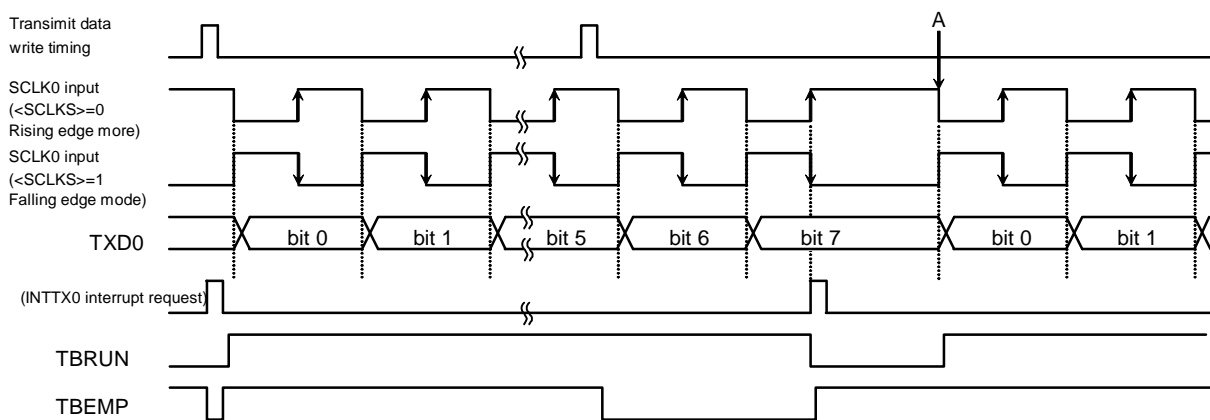 Transimit data
write timing
A
SCLK0 input
(<SCLKS>=0
Rising edge more)
SCLK0 input
(<SCLKS>=1
Falling edge mode)
TXD0
bit 0
bit 1
bit 5
bit 6
bit 7
bit 0
bit 1
(INTTX0 interrupt request)
TBRUN
TBEMP